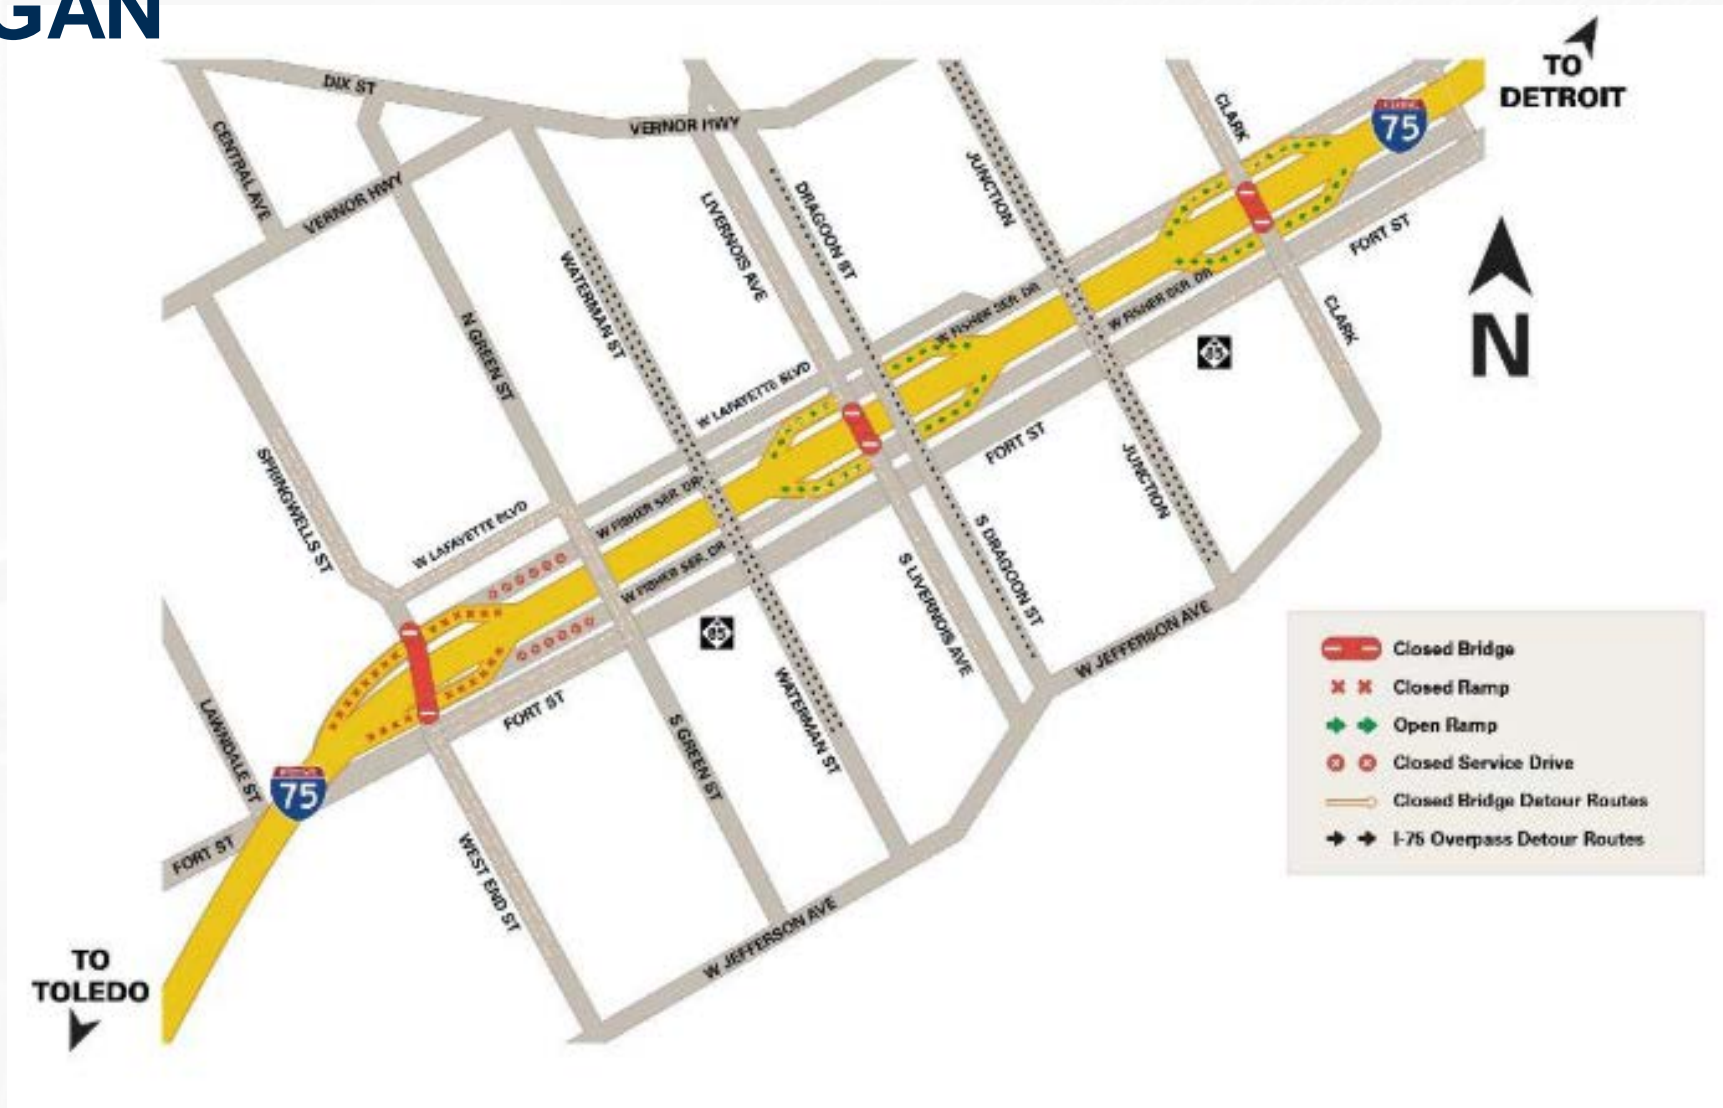 GAN
TO
DETROIT
75
DIX ST
VERNOR HWY
CENTRAL AVE
VERNOR HWY
CLARK
JUNCTION
DRAGOON ST
LIVERNOIS AVE
WATERMAN ST
N GREEN ST
FORT ST
W FISHER SER DR
W FISHER SER DR
CLARK
N
85
W LAFAYETTE BLVD
FORT ST
JUNCTION
SPRINGWELLS ST
W LAFAYETTE BLVD
W FISHER SER DR
W FISHER SER DR
S DRAGOON ST
S LIVERNOIS AVE
85
W JEFFERSON AVE
FORT ST
WATERMAN ST
S GREEN ST
LAWNDALE ST
75
FORT ST
WEST END ST
W JEFFERSON AVE
TO
TOLEDO
Closed Bridge
Closed Ramp
Open Ramp
Closed Service Drive
Closed Bridge Detour Routes
I-75 Overpass Detour Routes